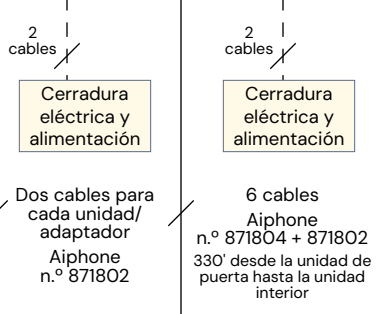 2
cables
Cerradura
eléctrica y
alimentación
Dos cables para
cada unidad/
adaptador
Aiphone
n.º 871802
2
cables
Cerradura
eléctrica y
alimentación
6 cables
Aiphone
n.º 871804 + 871802
330' desde la unidad de
puerta hasta la unidad
interior